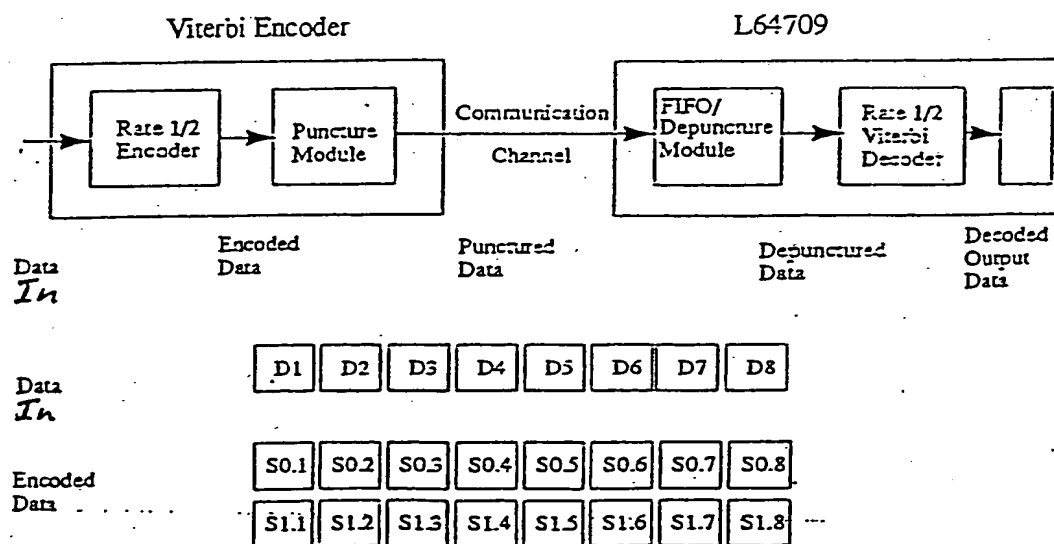 Viterbi Encoder
L64709
Rate 1/2
Encoder
Puncture
Module
Communication
Channel
FIFO/
Depuncture
Module
Rate 1/2
Viterbi
Decoder
Data
In
Encoded
Data
Punctured
Data
Depunctured
Data
Decoded
Output
Data
Data
In
D1 D2 D3 D4 D5 D6 D7 D8
Encoded
Data
S0.1 S0.2 S0.3 S0.4 S0.5 S0.6 S0.7 S0.8
S1.1 S1.2 S1.3 S1.4 S1.5 S1.6 S1.7 S1.8